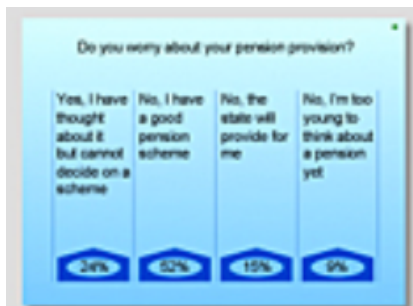 Do you worry about your pension provision?
Yes, I have
thought
about it
but cannot
decide on a
scheme
No, I have
a good
pension
scheme
No, the
state will
provide for
me
No, I'm too
young to
think about
a pension
yet
24%
52%
15%
9%